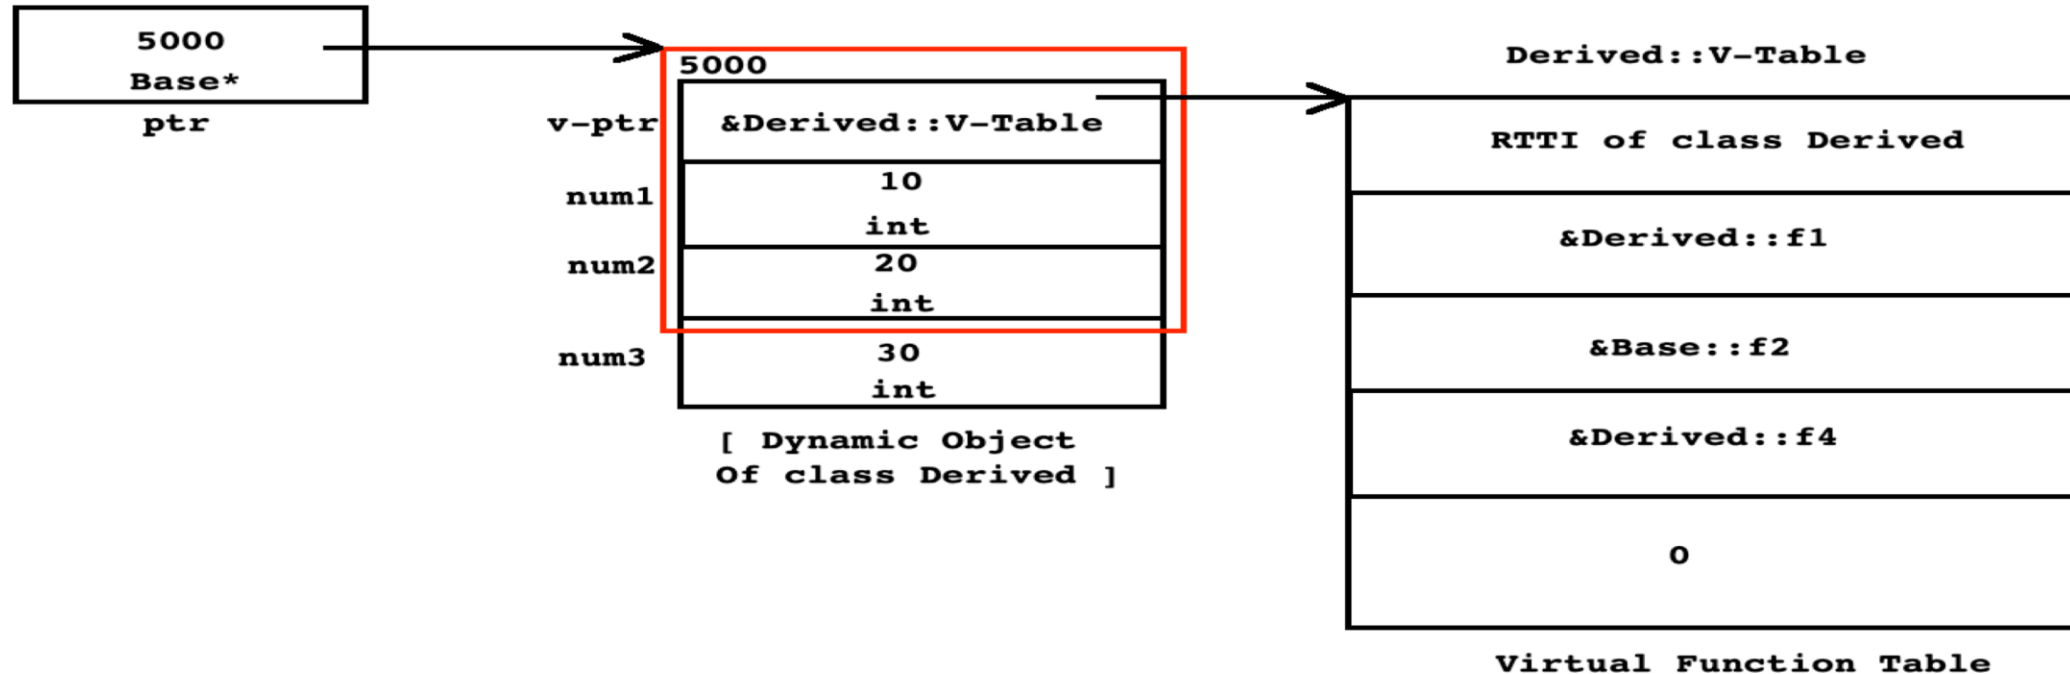 5000
Base*
ptr
5000
v-ptr
&Derived::V-Table
num1
10
int
num2
20
int
num3
30
int
[ Dynamic Object
Of class Derived ]
Derived::V-Table
RTTI of class Derived
&Derived::f1
&Base::f2
&Derived::f4
0
Virtual Function Table